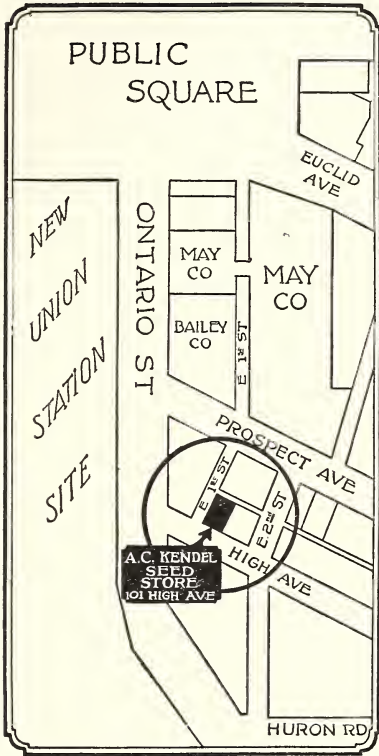 PUBLIC
SQUARE
EUCLID
AVE
NEW
UNION
STATION
SITE
ONTARIO ST
MAY
CO
BAILEY
CO
E 1ST ST
MAY
CO
PROSPECT AVE
E 1ST ST
E 2nd ST
HIGH AVE
A.C. KENDEL
SEED
STORE
101 HIGH AVE
HURON RD